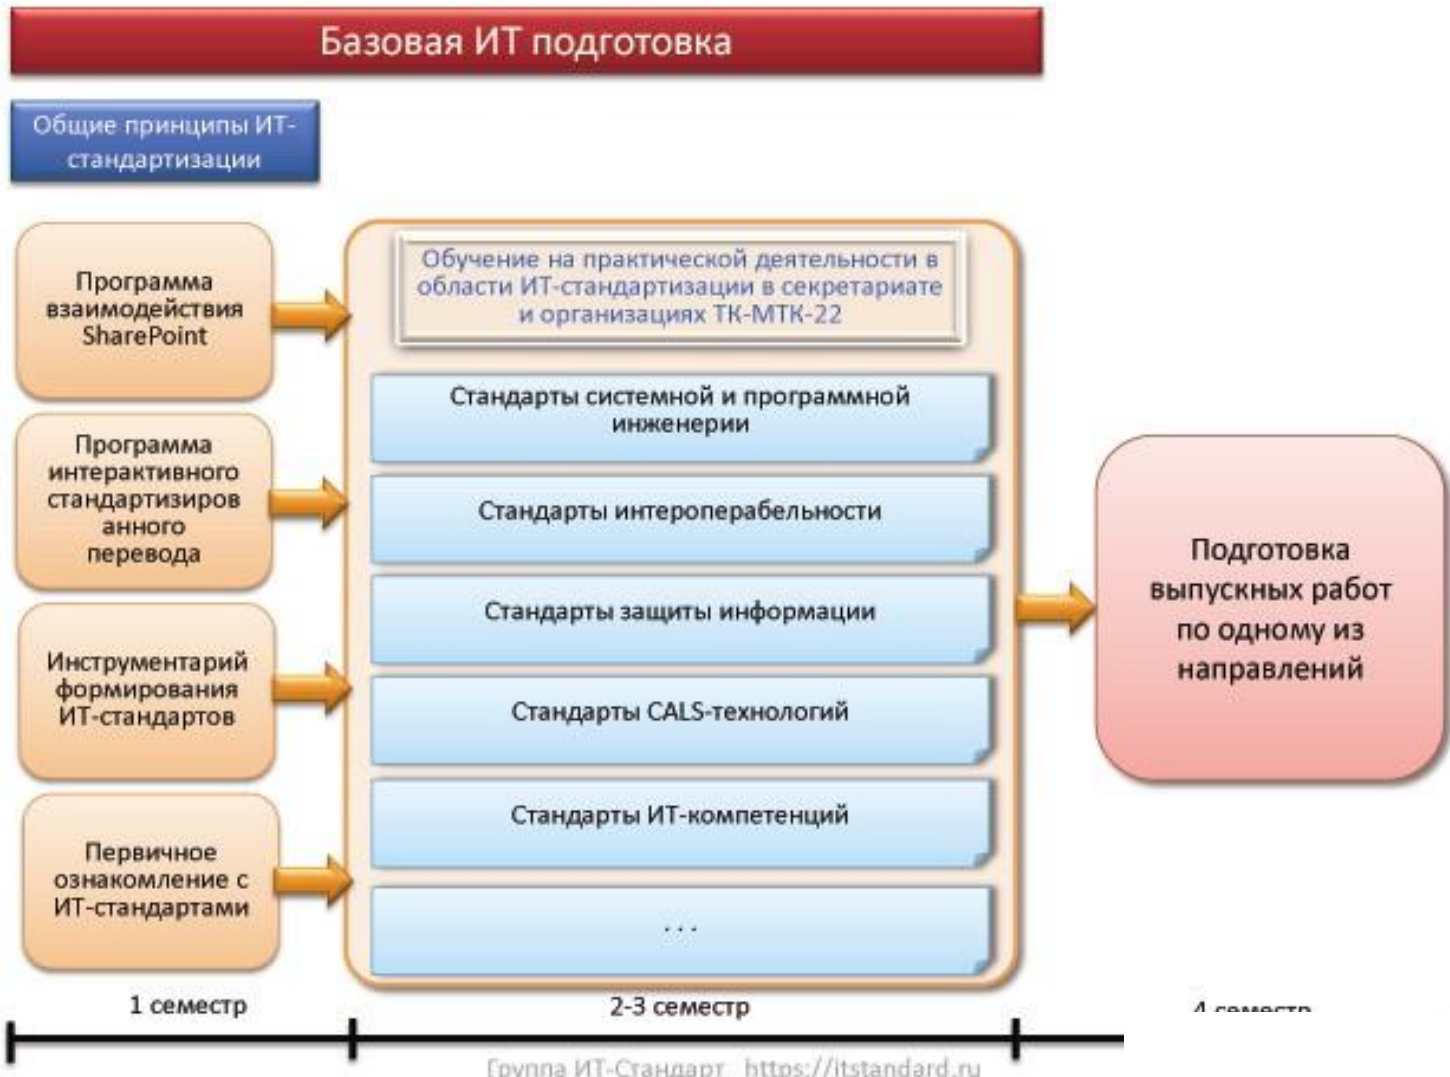 Базовая ИТ подготовка
Общие принципы ИТ-
стандартизации
Программа
взаимодействия
SharePoint
Программа
интерактивного
стандартизиров
анного
перевода
Инструментарий
формирования
ИТ-стандартов
Первичное
ознакомление с
ИТ-стандартами
Обучение на практической деятельности в
области ИТ-стандартизации в секретариате
и организациях ТК-МТК-22
Стандарты системной и программной
инженерии
Стандарты интероперабельности
Стандарты защиты информации
Стандарты CALS-технологий
Стандарты ИТ-компетенций
. . .
Подготовка
выпускных работ
по одному из
направлений
1 семестр
2-3 семестр
4 семестр
Группа ИТ-Стандарт https://itstandard.ru